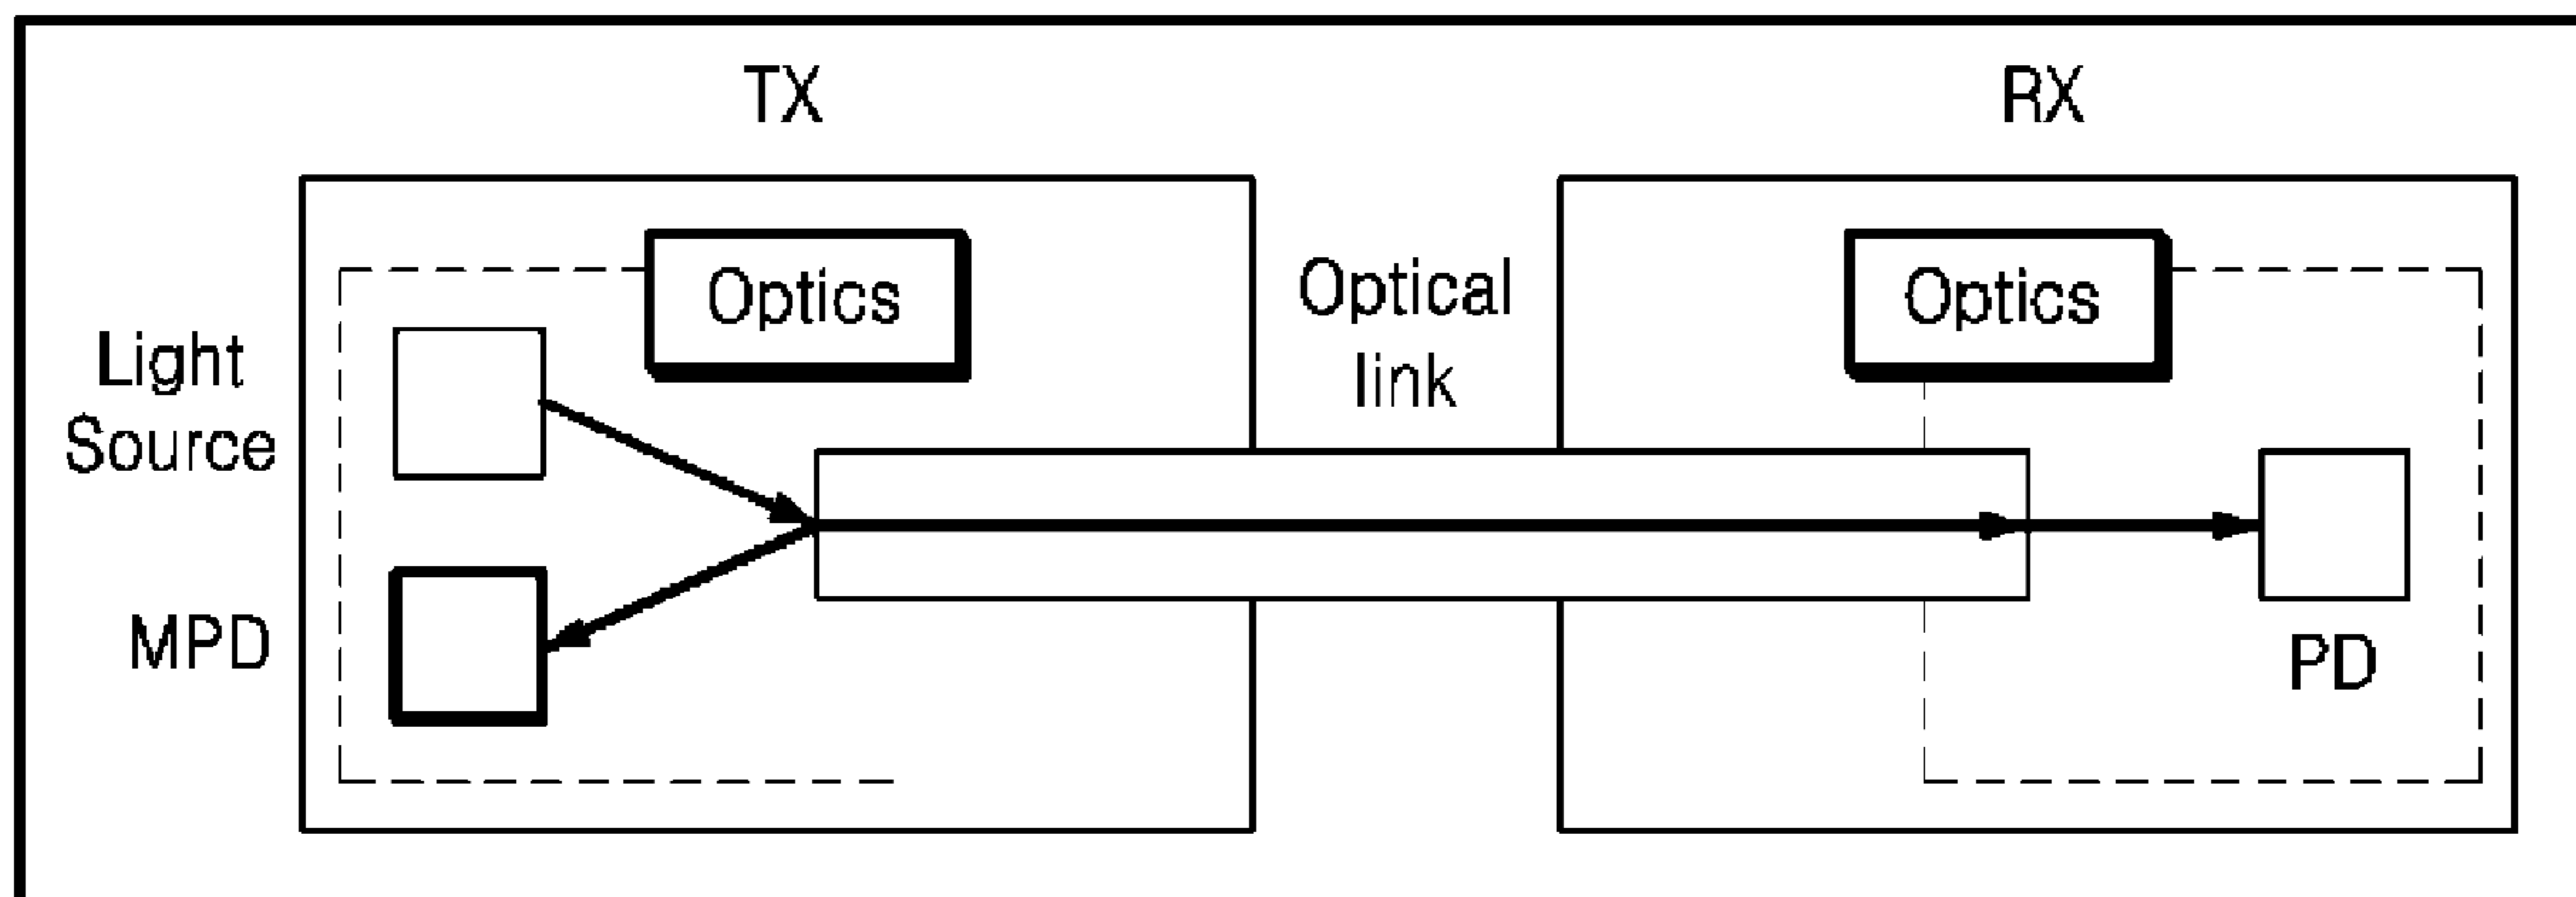 TX
RX
Optics
Optical
link
Optics
Light
Source
MPD
PD